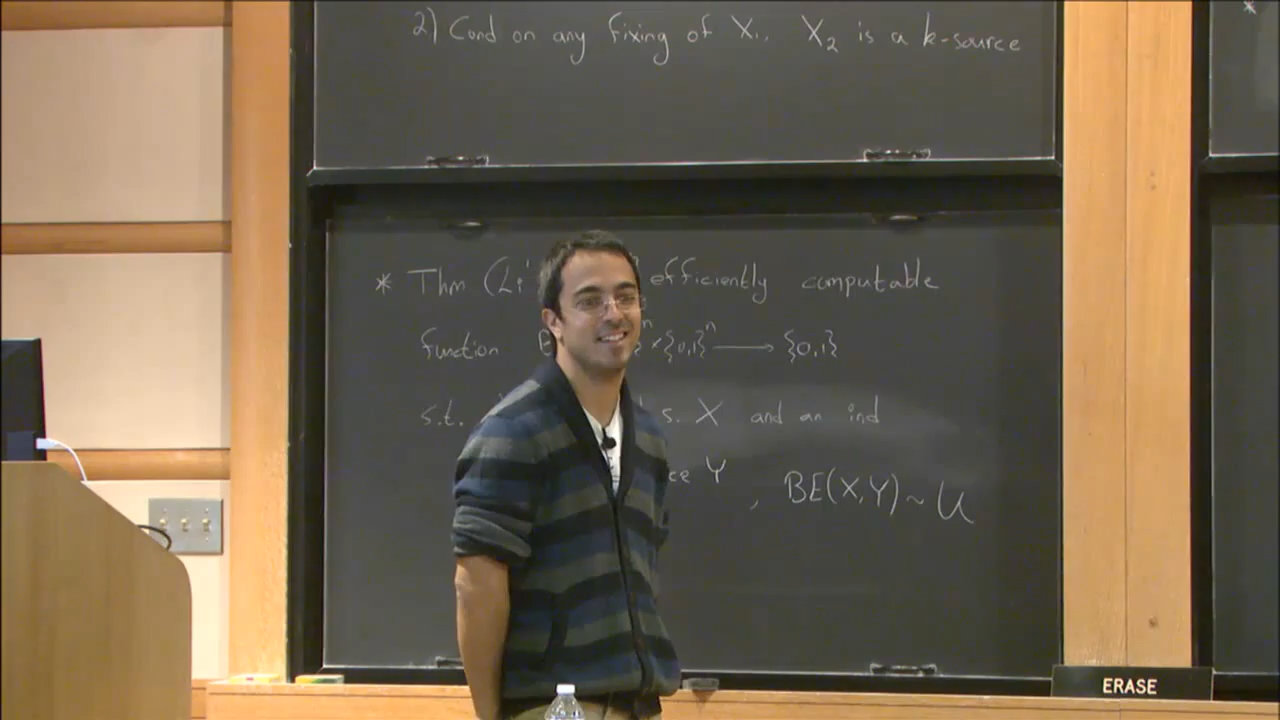 2) Cond on any fixing of X₁, X₂ is a k-source
*
* Thm (Li' efficiently computable
function B n × {0,1}ⁿ ⟶ {0,1}
s.t. s. X and an ind
ce Y , BE(X,Y) ~ U
ERASE